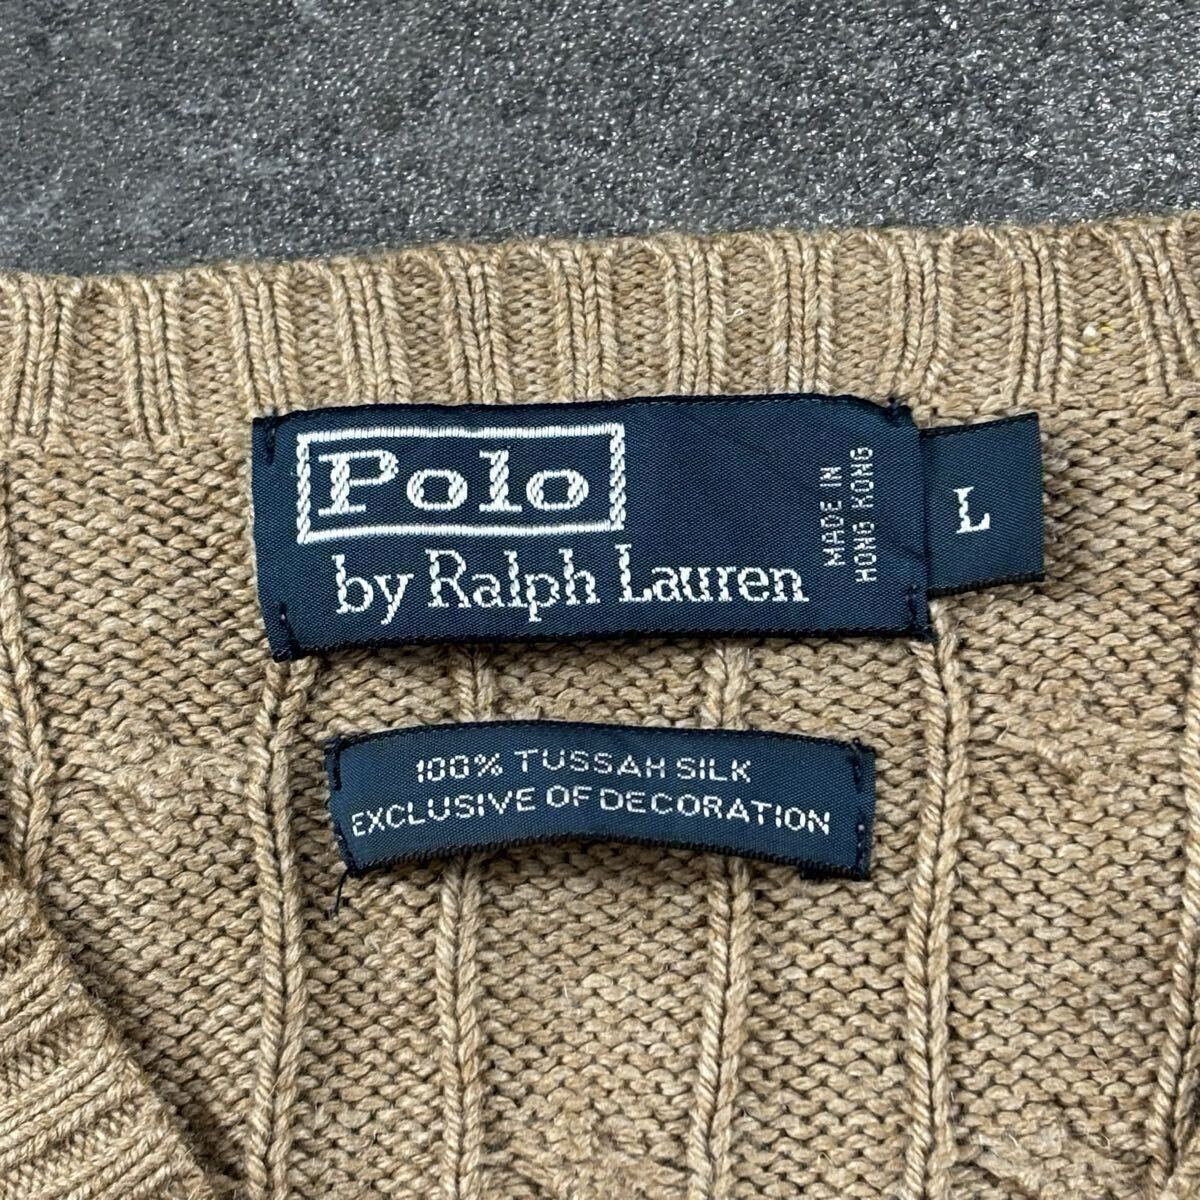 Polo
by Ralph Lauren
MADE IN
HONG KONG
L
100% TUSSAH SILK
EXCLUSIVE OF DECORATION